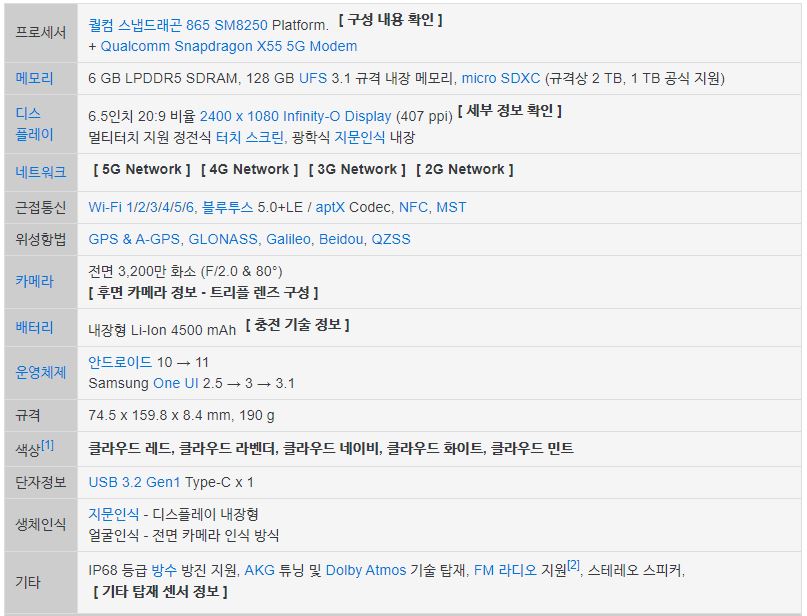 프로세서
퀄컴 스냅드래곤 865 SM8250 Platform. [ 구성 내용 확인 ]
+ Qualcomm Snapdragon X55 5G Modem
메모리
6 GB LPDDR5 SDRAM, 128 GB UFS 3.1 규격 내장 메모리, micro SDXC (규격상 2 TB, 1 TB 공식 지원)
디스
플레이
6.5인치 20:9 비율 2400 x 1080 Infinity-O Display (407 ppi) [ 세부 정보 확인 ]
멀티터치 지원 정전식 터치 스크린, 광학식 지문인식 내장
네트워크
[ 5G Network ] [ 4G Network ] [ 3G Network ] [ 2G Network ]
근접통신
Wi-Fi 1/2/3/4/5/6, 블루투스 5.0+LE / aptX Codec, NFC, MST
위성항법
GPS & A-GPS, GLONASS, Galileo, Beidou, QZSS
카메라
전면 3,200만 화소 (F/2.0 & 80°)
[ 후면 카메라 정보 - 트리플 렌즈 구성 ]
배터리
내장형 Li-Ion 4500 mAh [ 충전 기술 정보 ]
운영체제
안드로이드 10 → 11
Samsung One UI 2.5 → 3 → 3.1
규격
74.5 x 159.8 x 8.4 mm, 190 g
색상[1]
클라우드 레드, 클라우드 라벤더, 클라우드 네이비, 클라우드 화이트, 클라우드 민트
단자정보
USB 3.2 Gen1 Type-C x 1
생체인식
지문인식 - 디스플레이 내장형
얼굴인식 - 전면 카메라 인식 방식
기타
IP68 등급 방수 방진 지원, AKG 튜닝 및 Dolby Atmos 기술 탑재, FM 라디오 지원[2], 스테레오 스피커,
[ 기타 탑재 센서 정보 ]